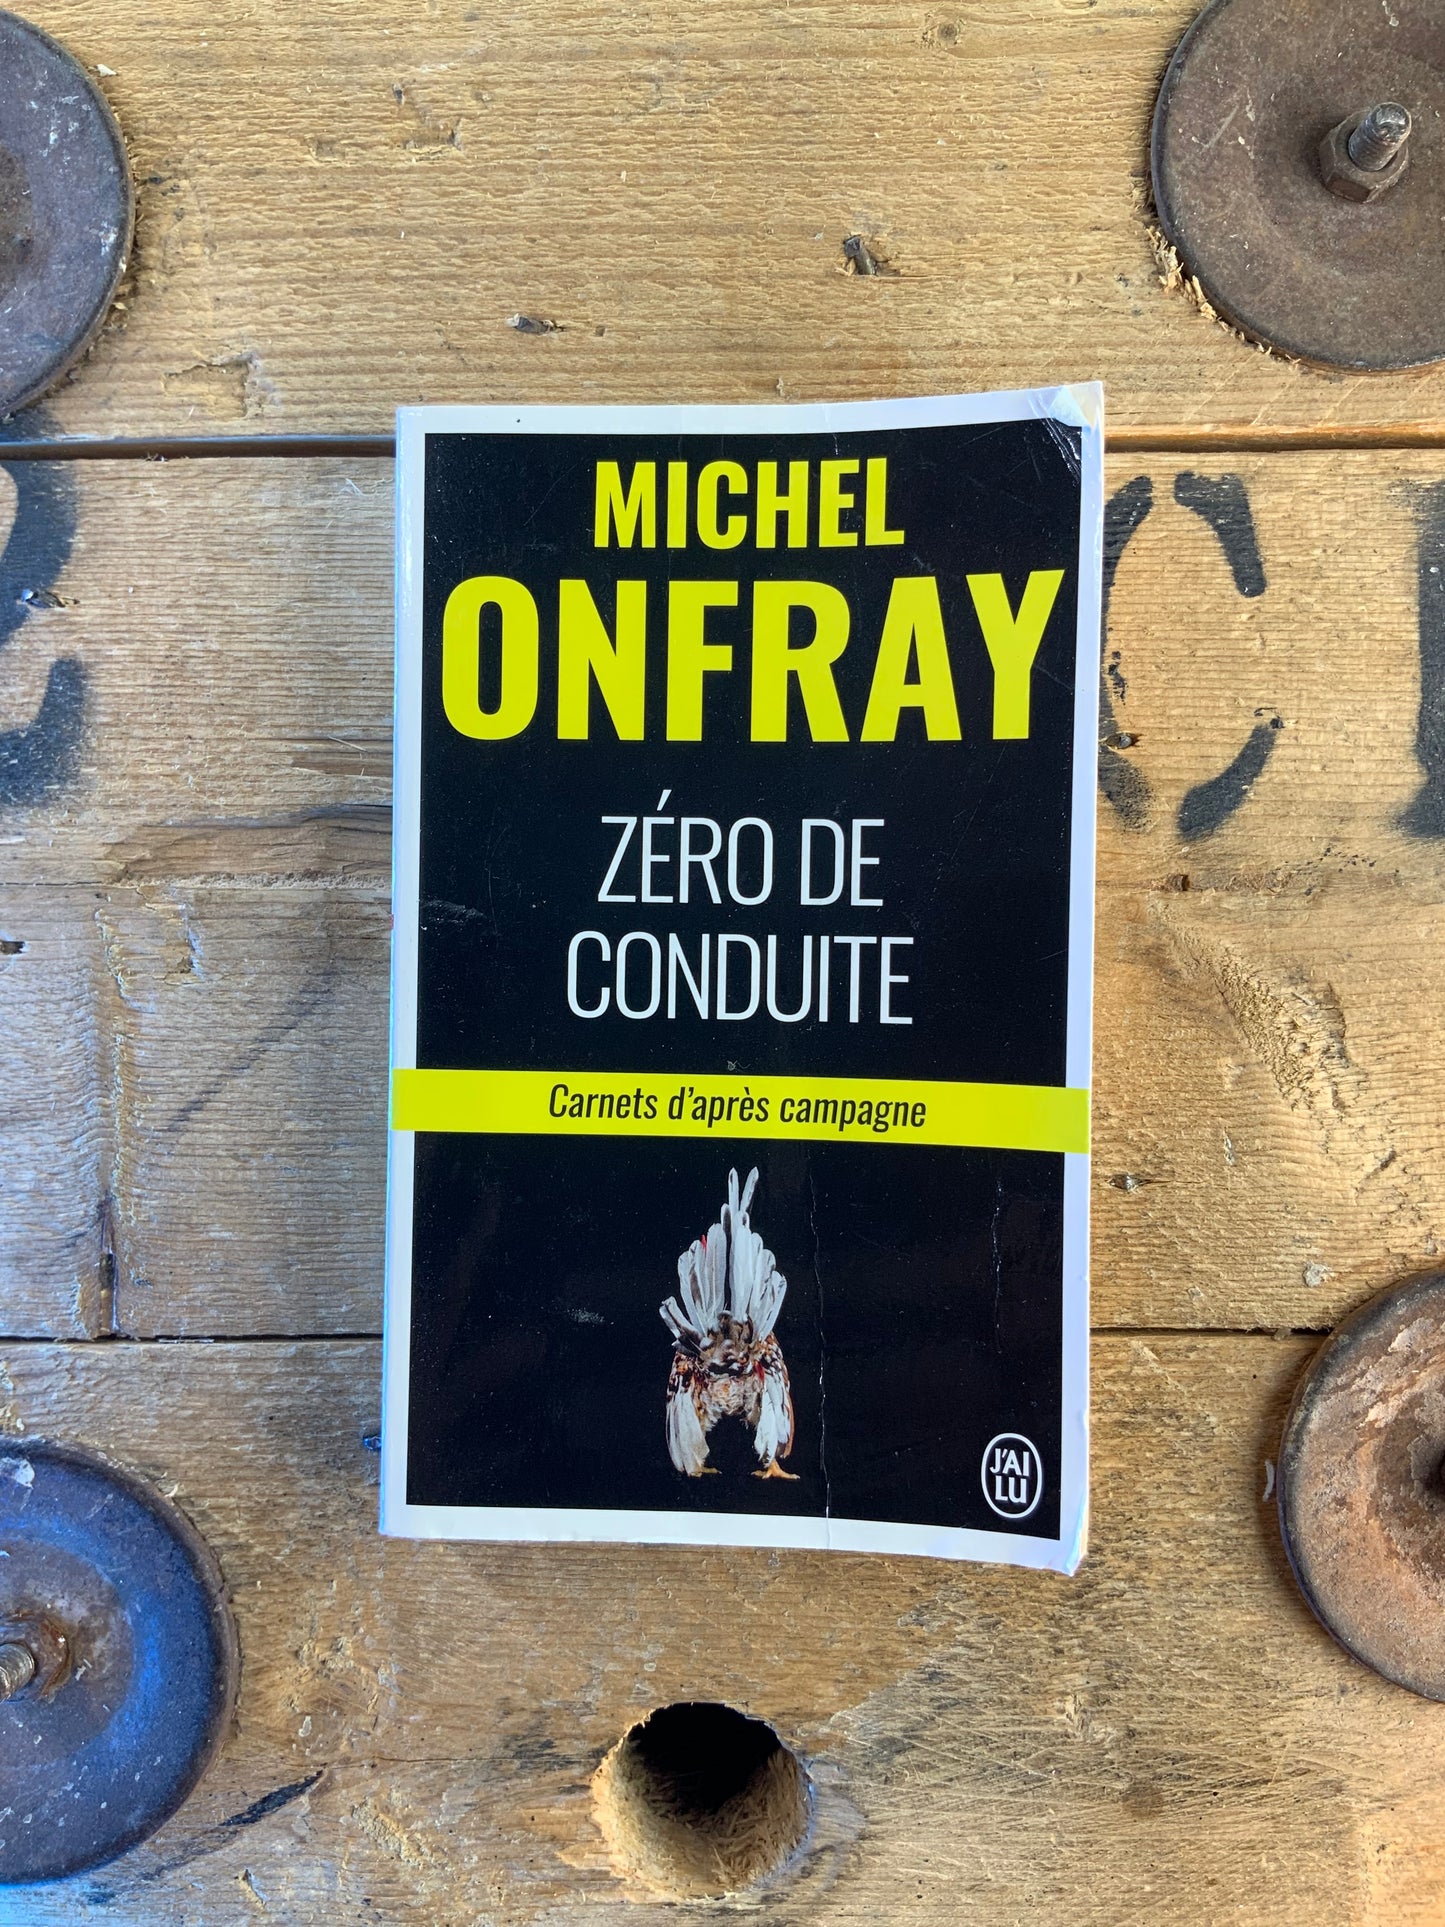 MICHEL
ONFRAY
ZÉRO DE
CONDUITE
Carnets d'après campagne
J'AI
LU
C